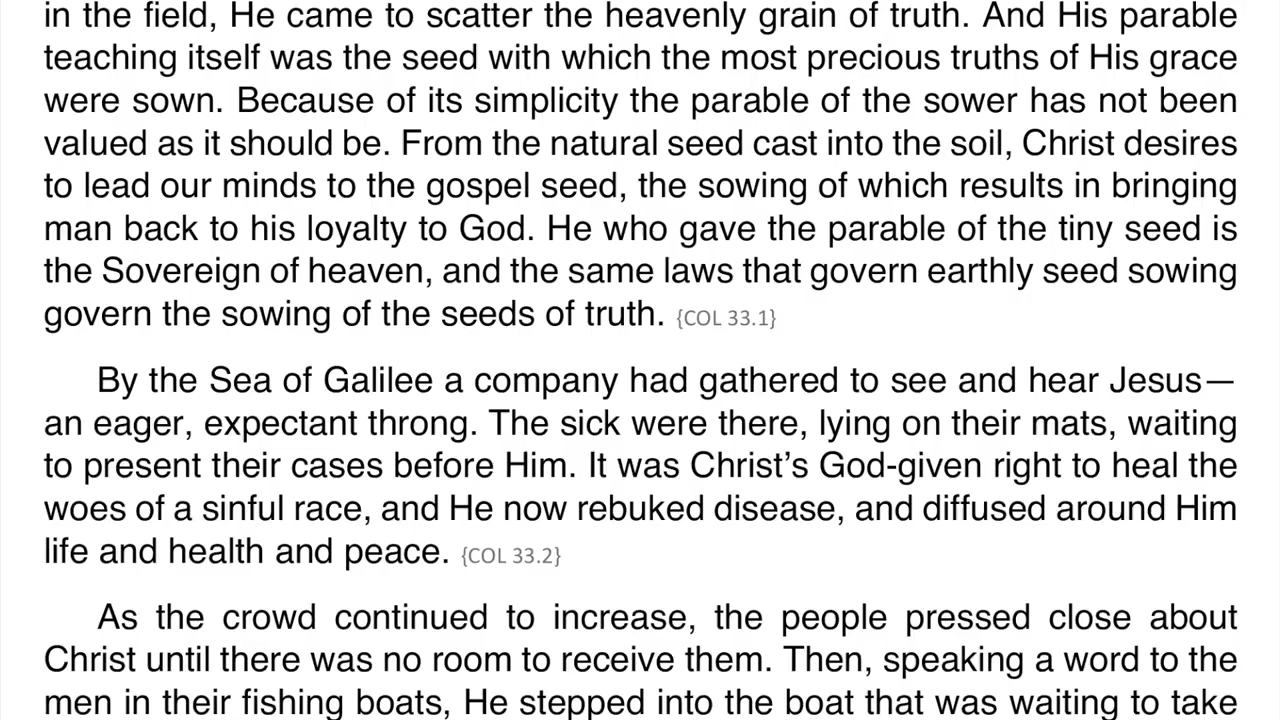 in the field, He came to scatter the heavenly grain of truth. And His parable
teaching itself was the seed with which the most precious truths of His grace
were sown. Because of its simplicity the parable of the sower has not been
valued as it should be. From the natural seed cast into the soil, Christ desires
to lead our minds to the gospel seed, the sowing of which results in bringing
man back to his loyalty to God. He who gave the parable of the tiny seed is
the Sovereign of heaven, and the same laws that govern earthly seed sowing
govern the sowing of the seeds of truth. {COL 33.1}
By the Sea of Galilee a company had gathered to see and hear Jesus—
an eager, expectant throng. The sick were there, lying on their mats, waiting
to present their cases before Him. It was Christ’s God-given right to heal the
woes of a sinful race, and He now rebuked disease, and diffused around Him
life and health and peace. {COL 33.2}
As the crowd continued to increase, the people pressed close about
Christ until there was no room to receive them. Then, speaking a word to the
men in their fishing boats, He stepped into the boat that was waiting to take